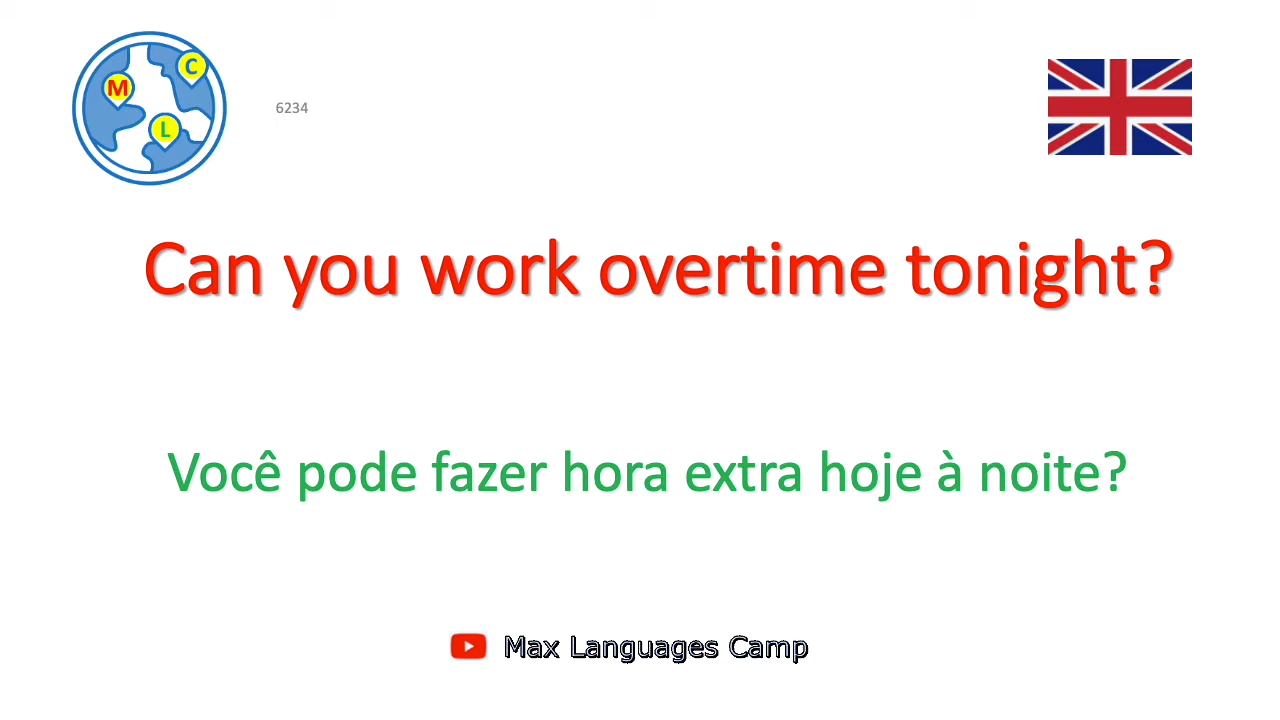 M
C
L
6234
Can you work overtime tonight?
Você pode fazer hora extra hoje à noite?
Max Languages Camp